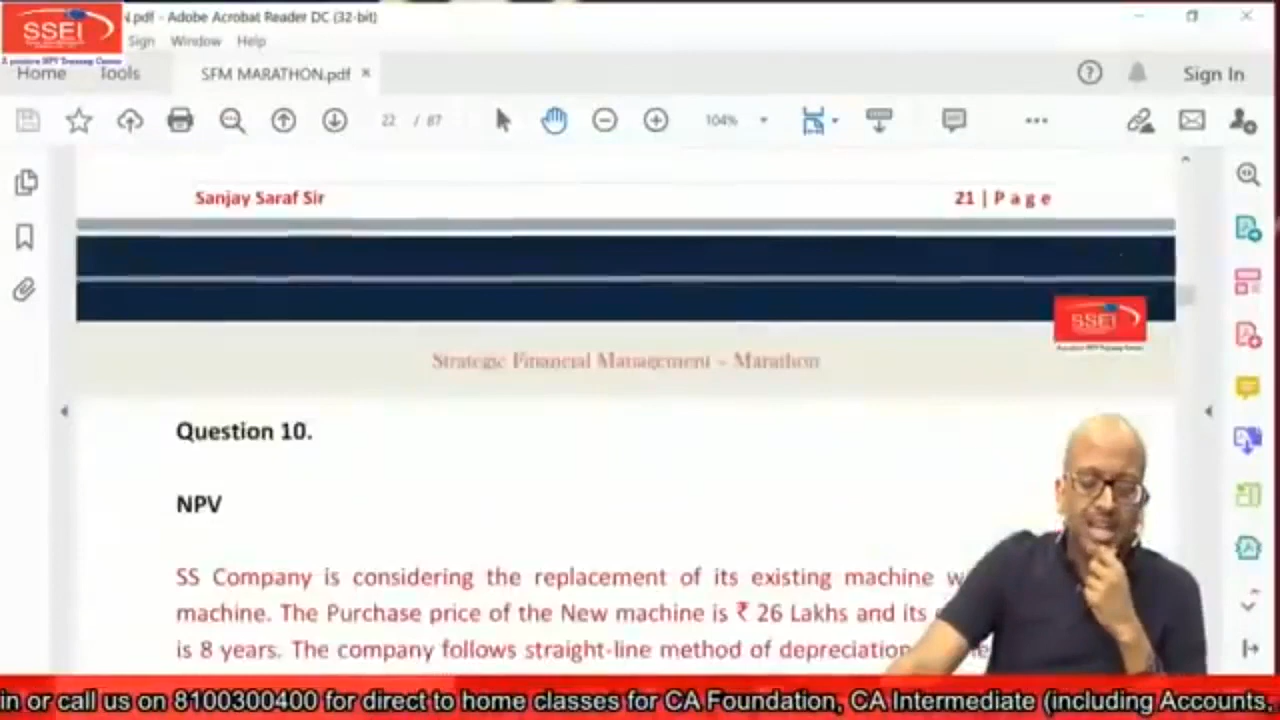 SSEI
.pdf - Adobe Acrobat Reader DC (32-bit)
Sign Window Help
Home Tools SFM MARATHON.pdf × Sign In
22 / 87 104%
Sanjay Saraf Sir 21 | P a g e
SSEI
Strategic Financial Management – Marathon
Question 10.
NPV
SS Company is considering the replacement of its existing machine
machine. The Purchase price of the New machine is ₹ 26 Lakhs and its
is 8 years. The company follows straight-line method of depreciation
in or call us on 8100300400 for direct to home classes for CA Foundation, CA Intermediate (including Accounts,